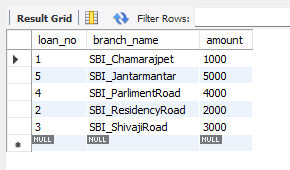 Result Grid Filter Rows:
loan_no branch_name amount
1 SBI_Chamarajpet 1000
5 SBI_Jantarmantar 5000
4 SBI_ParlimentRoad 4000
2 SBI_ResidencyRoad 2000
3 SBI_ShivajiRoad 3000
NULL NULL NULL